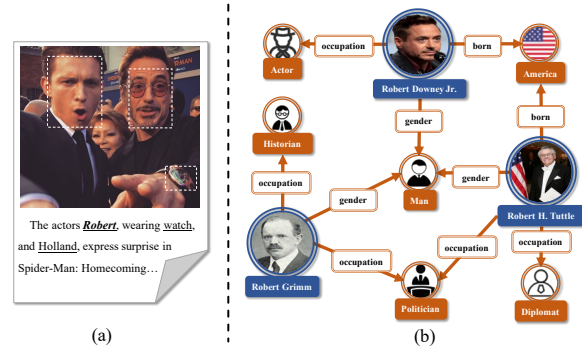 The actors Robert, wearing watch,
and Holland, express surprise in
Spider-Man: Homecoming…
(a)
occupation
born
Actor
America
Robert Downey Jr.
gender
born
Historian
occupation
gender
Man
gender
Robert H. Tuttle
occupation
occupation
occupation
Robert Grimm
Politician
Diplomat
(b)